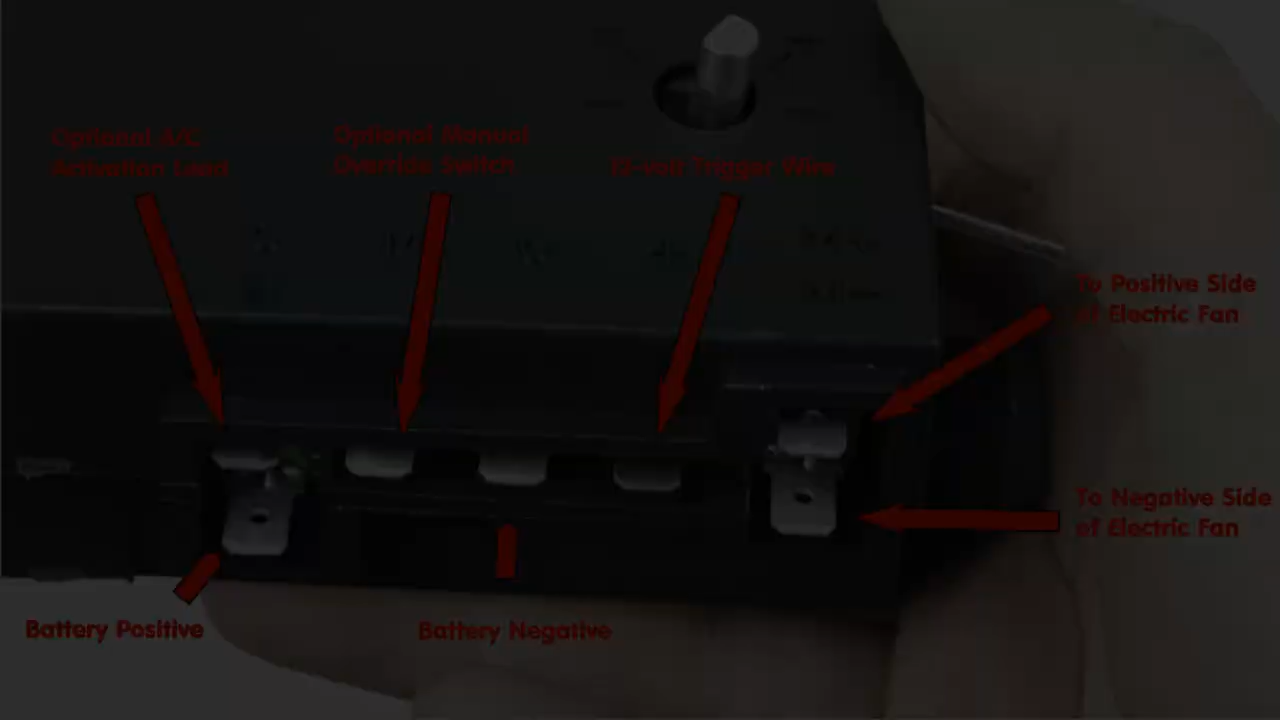 Optional A/C
Activation Lead
Optional Manual
Override Switch
12-volt Trigger Wire
To Positive Side
of Electric Fan
To Negative Side
of Electric Fan
Battery Positive
Battery Negative